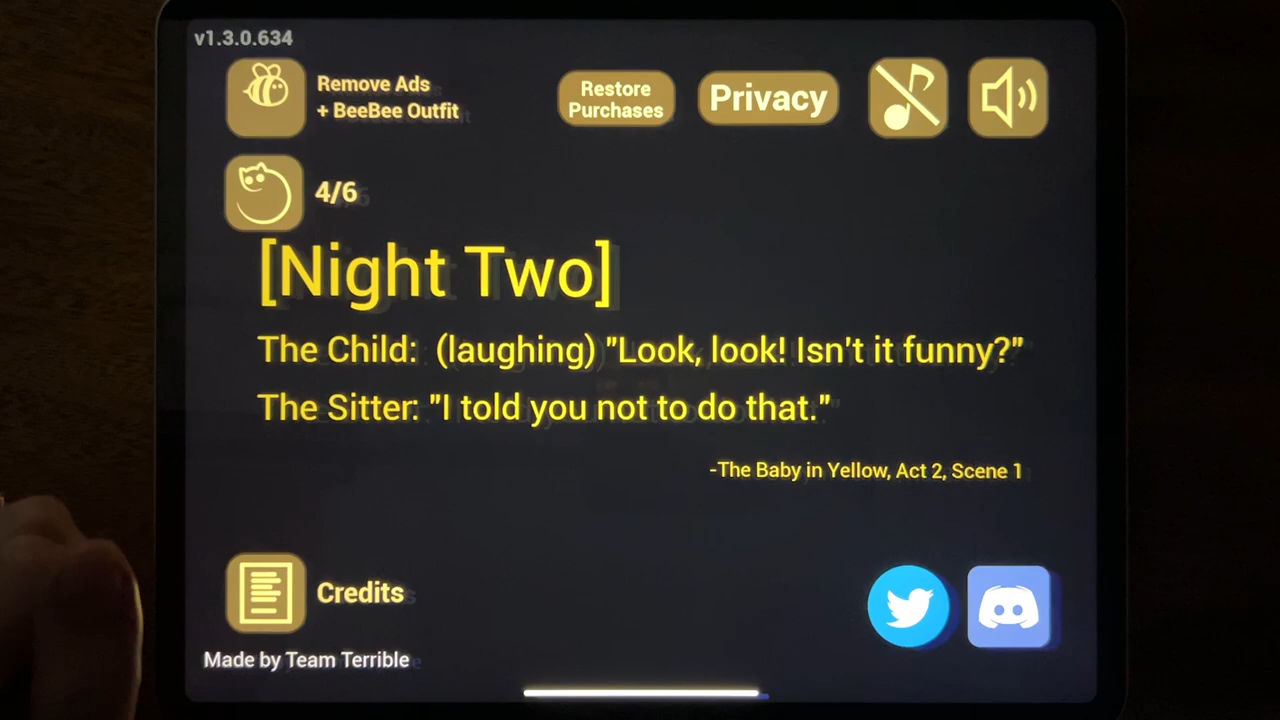 v1.3.0.634
Remove Ads
+ BeeBee Outfit
Restore
Purchases
Privacy
4/6
[Night Two]
The Child: (laughing) "Look, look! Isn't it funny?"
The Sitter: "I told you not to do that."
-The Baby in Yellow, Act 2, Scene 1
Credits
Made by Team Terrible